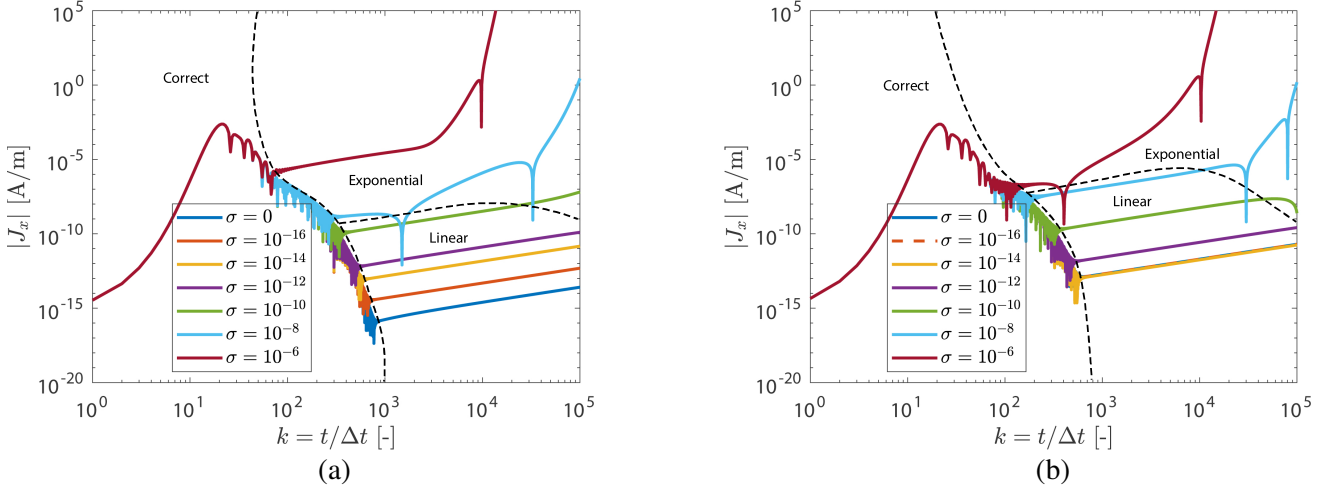 10^5
10^0
10^-5
10^-10
10^-15
10^-20
|J_x| [A/m]
Correct
Exponential
Linear
σ = 0
σ = 10^-16
σ = 10^-14
σ = 10^-12
σ = 10^-10
σ = 10^-8
σ = 10^-6
10^0 10^1 10^2 10^3 10^4 10^5
k = t/Δt [-]
(a)
10^5
10^0
10^-5
10^-10
10^-15
10^-20
|J_x| [A/m]
Correct
Exponential
Linear
σ = 0
σ = 10^-16
σ = 10^-14
σ = 10^-12
σ = 10^-10
σ = 10^-8
σ = 10^-6
10^0 10^1 10^2 10^3 10^4 10^5
k = t/Δt [-]
(b)